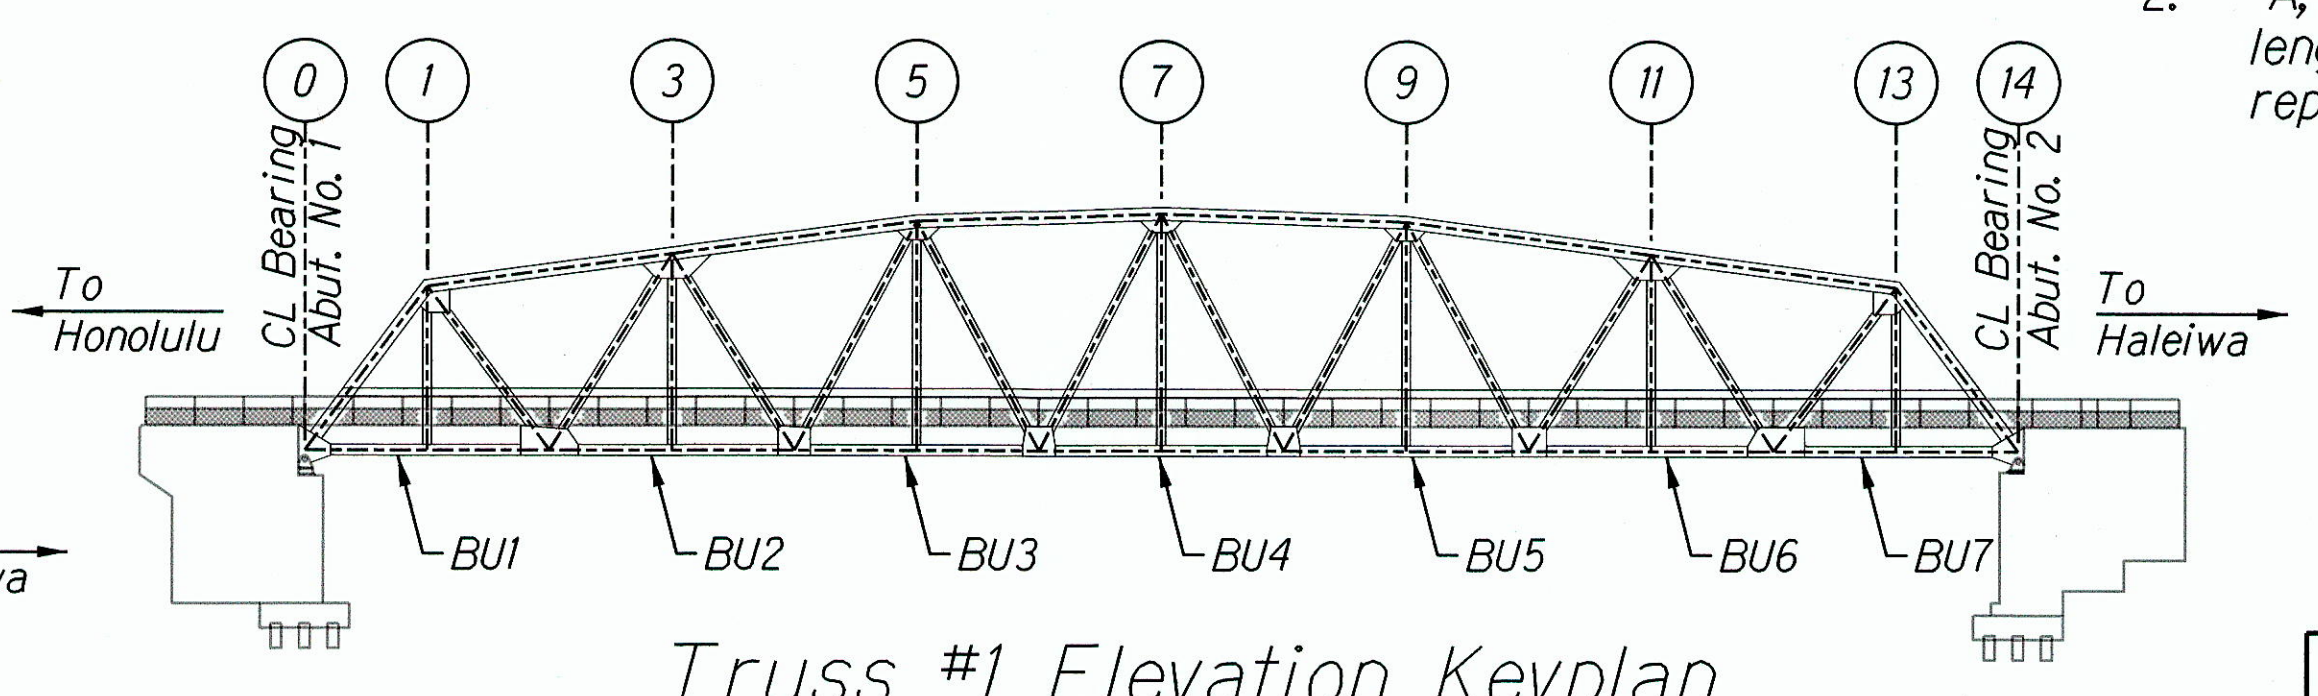 2.
A,
0
1
3
5
7
9
11
13
14
CL Bearing
Abut. No. 1
CL Bearing
Abut. No. 2
To
Honolulu
To
Haleiwa
BU1
BU2
BU3
BU4
BU5
BU6
BU7
Truss #1 Elevation Keyplan